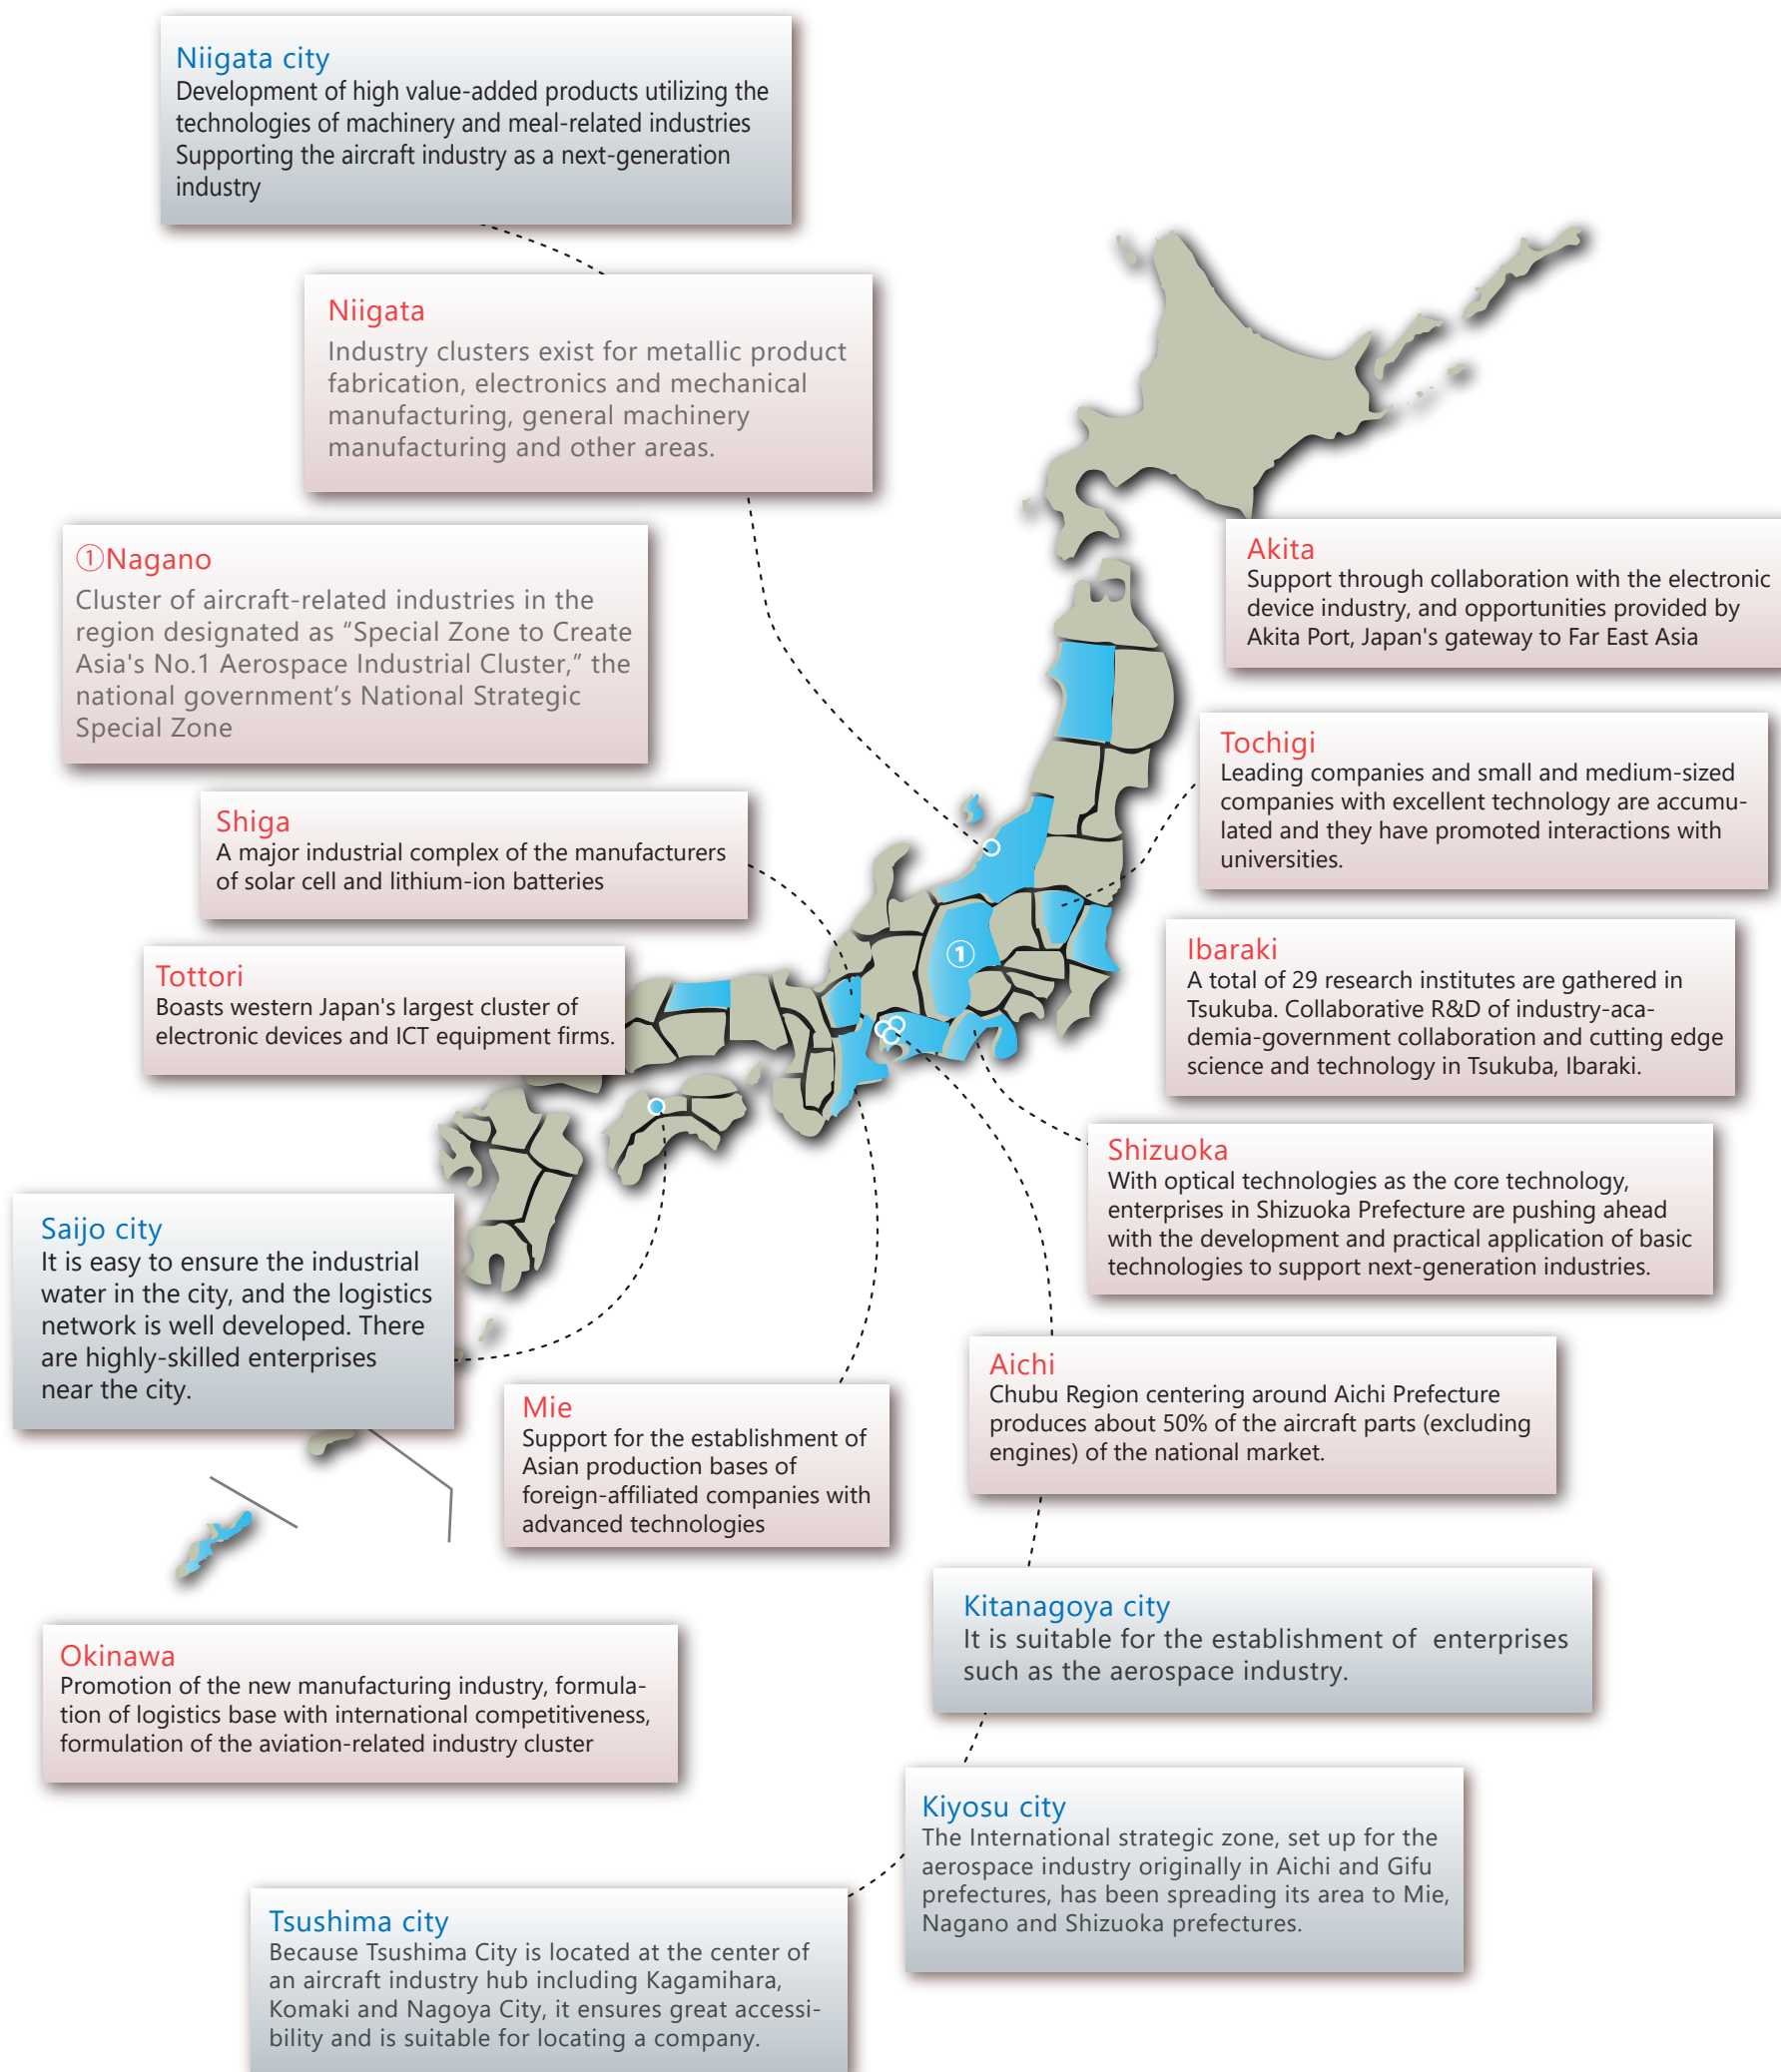 Niigata city
Development of high value-added products utilizing the
technologies of machinery and meal-related industries
Supporting the aircraft industry as a next-generation
industry
Niigata
Industry clusters exist for metallic product
fabrication, electronics and mechanical
manufacturing, general machinery
manufacturing and other areas.
①Nagano
Cluster of aircraft-related industries in the
region designated as “Special Zone to Create
Asia's No.1 Aerospace Industrial Cluster,” the
national government’s National Strategic
Special Zone
Akita
Support through collaboration with the electronic
device industry, and opportunities provided by
Akita Port, Japan's gateway to Far East Asia
Tochigi
Leading companies and small and medium-sized
companies with excellent technology are accumu-
lated and they have promoted interactions with
universities.
Shiga
A major industrial complex of the manufacturers
of solar cell and lithium-ion batteries
①
Ibaraki
A total of 29 research institutes are gathered in
Tsukuba. Collaborative R&D of industry-aca-
demia-government collaboration and cutting edge
science and technology in Tsukuba, Ibaraki.
Tottori
Boasts western Japan's largest cluster of
electronic devices and ICT equipment firms.
Shizuoka
With optical technologies as the core technology,
enterprises in Shizuoka Prefecture are pushing ahead
with the development and practical application of basic
technologies to support next-generation industries.
Saijo city
It is easy to ensure the industrial
water in the city, and the logistics
network is well developed. There
are highly-skilled enterprises
near the city.
Aichi
Chubu Region centering around Aichi Prefecture
produces about 50% of the aircraft parts (excluding
engines) of the national market.
Mie
Support for the establishment of
Asian production bases of
foreign-affiliated companies with
advanced technologies
Kitanagoya city
It is suitable for the establishment of enterprises
such as the aerospace industry.
Okinawa
Promotion of the new manufacturing industry, formula-
tion of logistics base with international competitiveness,
formulation of the aviation-related industry cluster
Kiyosu city
The International strategic zone, set up for the
aerospace industry originally in Aichi and Gifu
prefectures, has been spreading its area to Mie,
Nagano and Shizuoka prefectures.
Tsushima city
Because Tsushima City is located at the center of
an aircraft industry hub including Kagamihara,
Komaki and Nagoya City, it ensures great accessi-
bility and is suitable for locating a company.